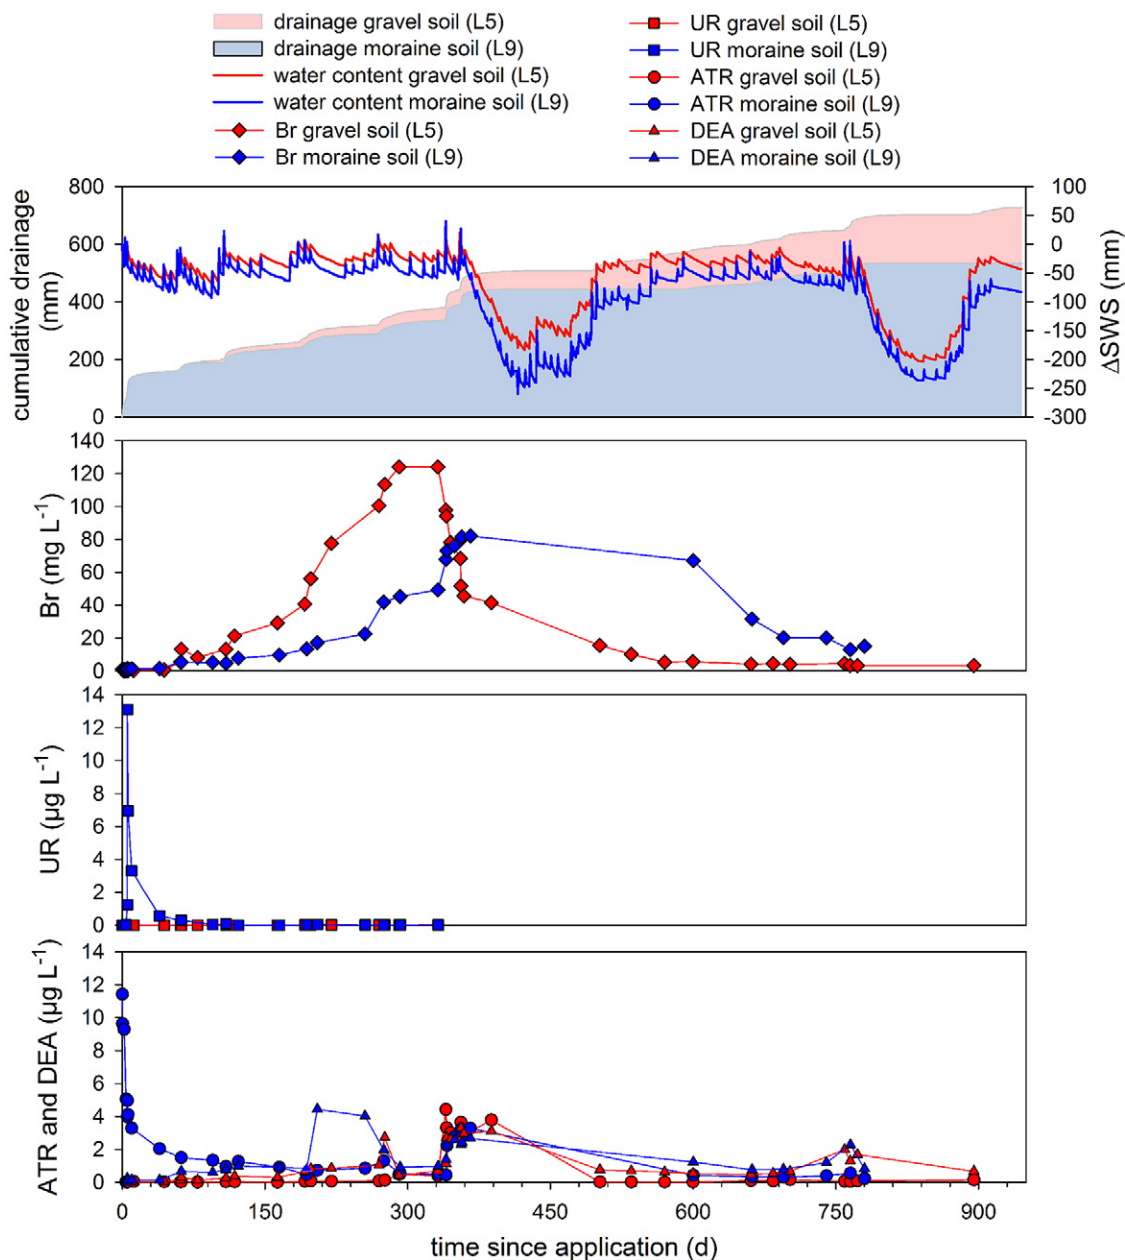 drainage gravel soil (L5)
drainage moraine soil (L9)
water content gravel soil (L5)
water content moraine soil (L9)
Br gravel soil (L5)
Br moraine soil (L9)
UR gravel soil (L5)
UR moraine soil (L9)
ATR gravel soil (L5)
ATR moraine soil (L9)
DEA gravel soil (L5)
DEA moraine soil (L9)
cumulative drainage
(mm)
800
600
400
200
0
100
50
0
-50
-100
-150
-200
-250
-300
ΔSWS (mm)
Br (mg L⁻¹)
140
120
100
80
60
40
20
0
UR (µg L⁻¹)
14
12
10
8
6
4
2
0
ATR and DEA (µg L⁻¹)
14
12
10
8
6
4
2
0
0 150 300 450 600 750 900
time since application (d)